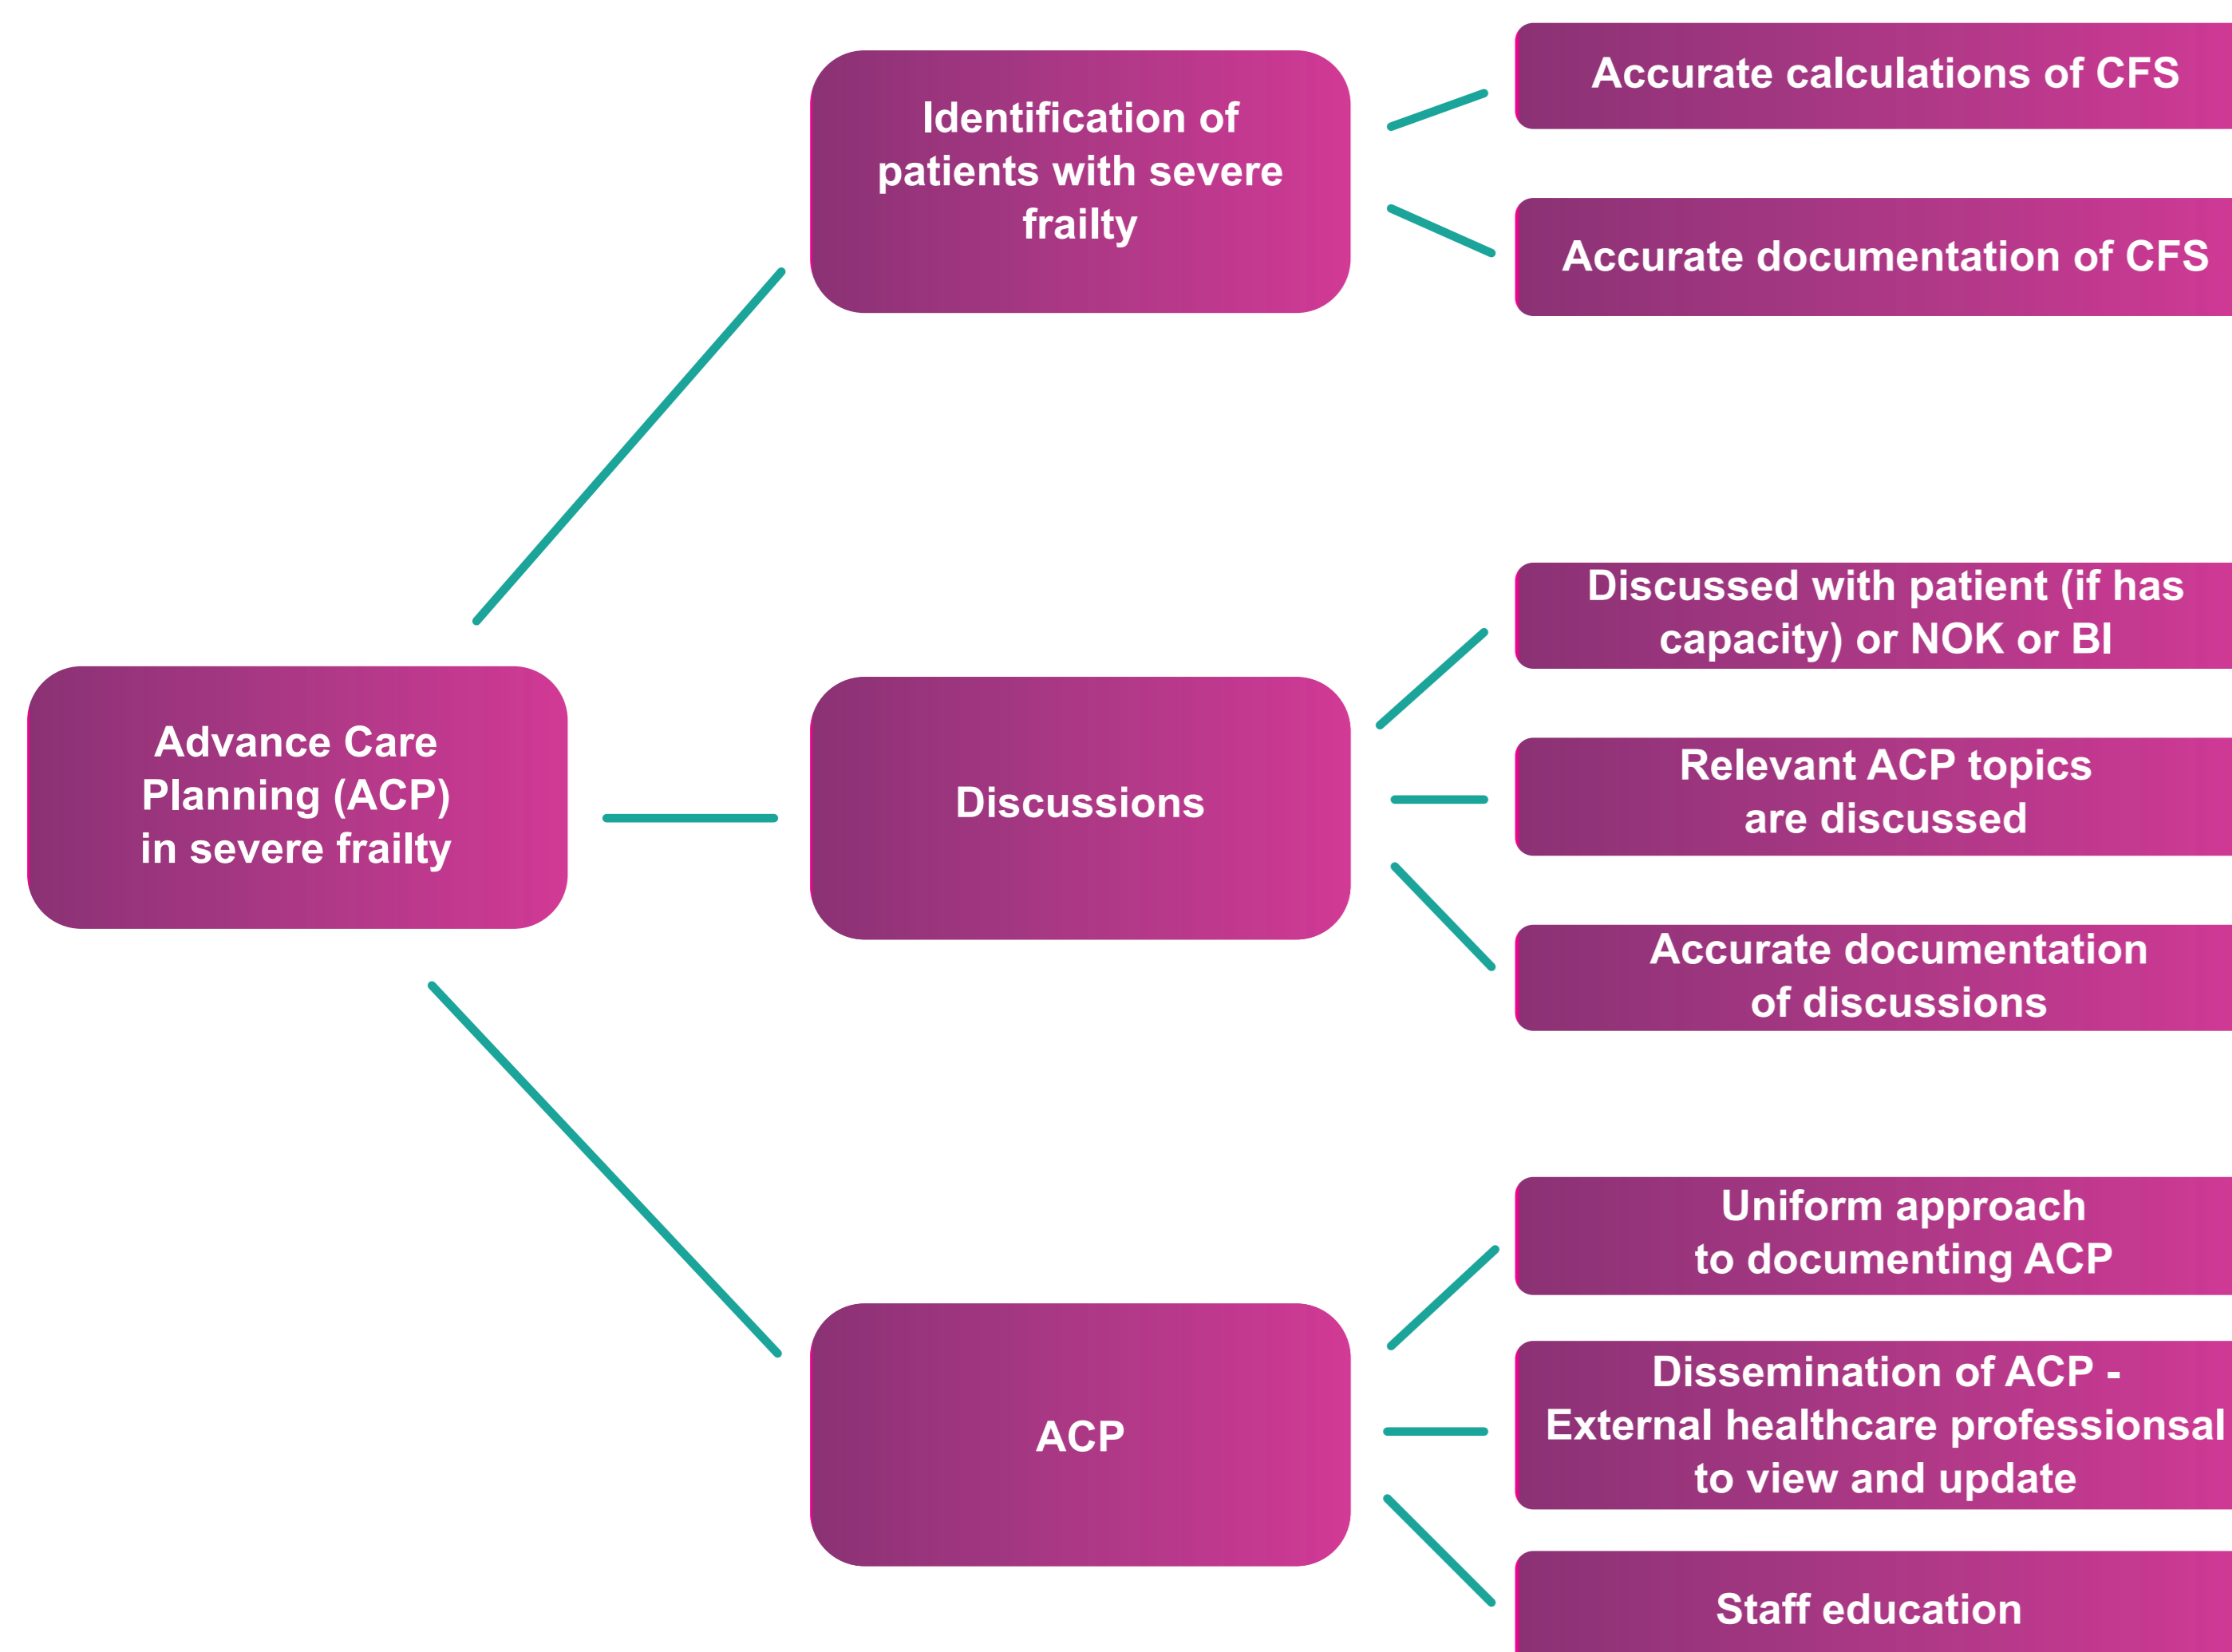 Accurate calculations of CFS
Identification of
patients with severe
frailty
Accurate documentation of CFS
Discussed with patient (if has
capacity) or NOK or BI
Advance Care
Planning (ACP)
in severe frailty
Discussions
Relevant ACP topics
are discussed
Accurate documentation
of discussions
Uniform approach
to documenting ACP
ACP
Dissemination of ACP -
External healthcare professionsal
to view and update
Staff education